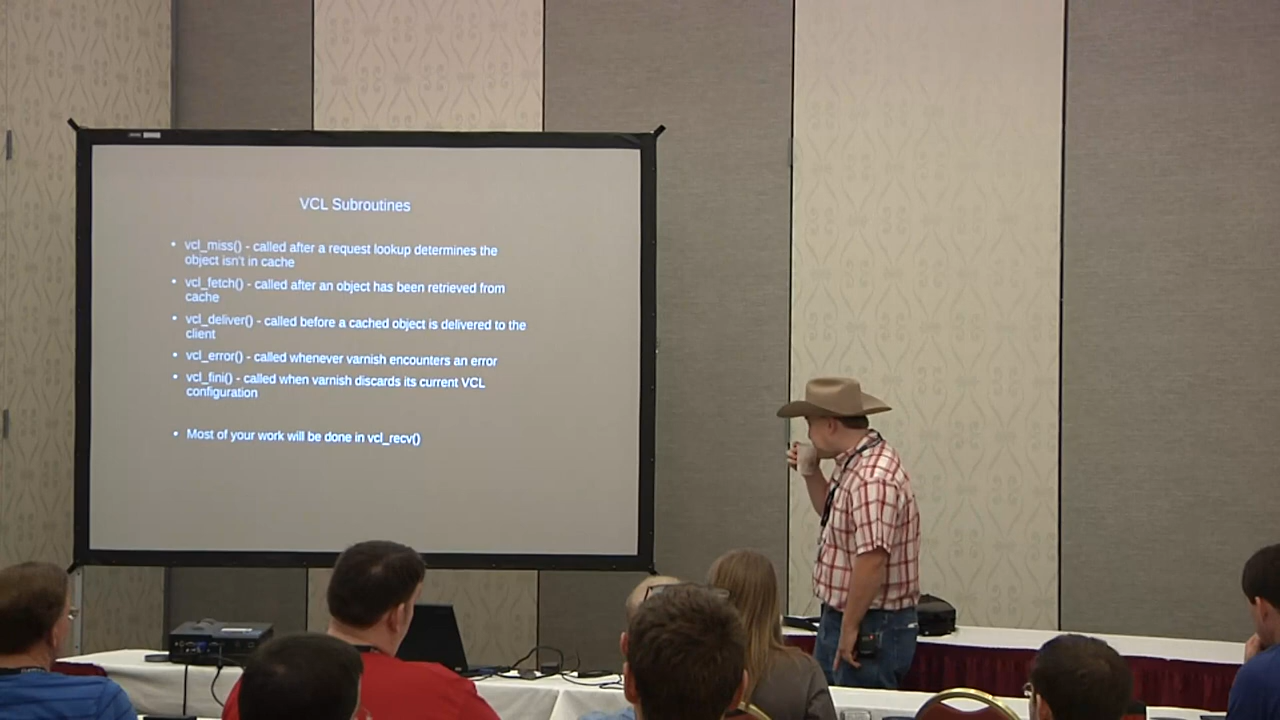 VCL Subroutines
• vcl_miss() - called after a request lookup determines the
object isn't in cache
• vcl_fetch() - called after an object has been retrieved from
cache
• vcl_deliver() - called before a cached object is delivered to the
client
• vcl_error() - called whenever varnish encounters an error
• vcl_fini() - called when varnish discards its current VCL
configuration
• Most of your work will be done in vcl_recv()